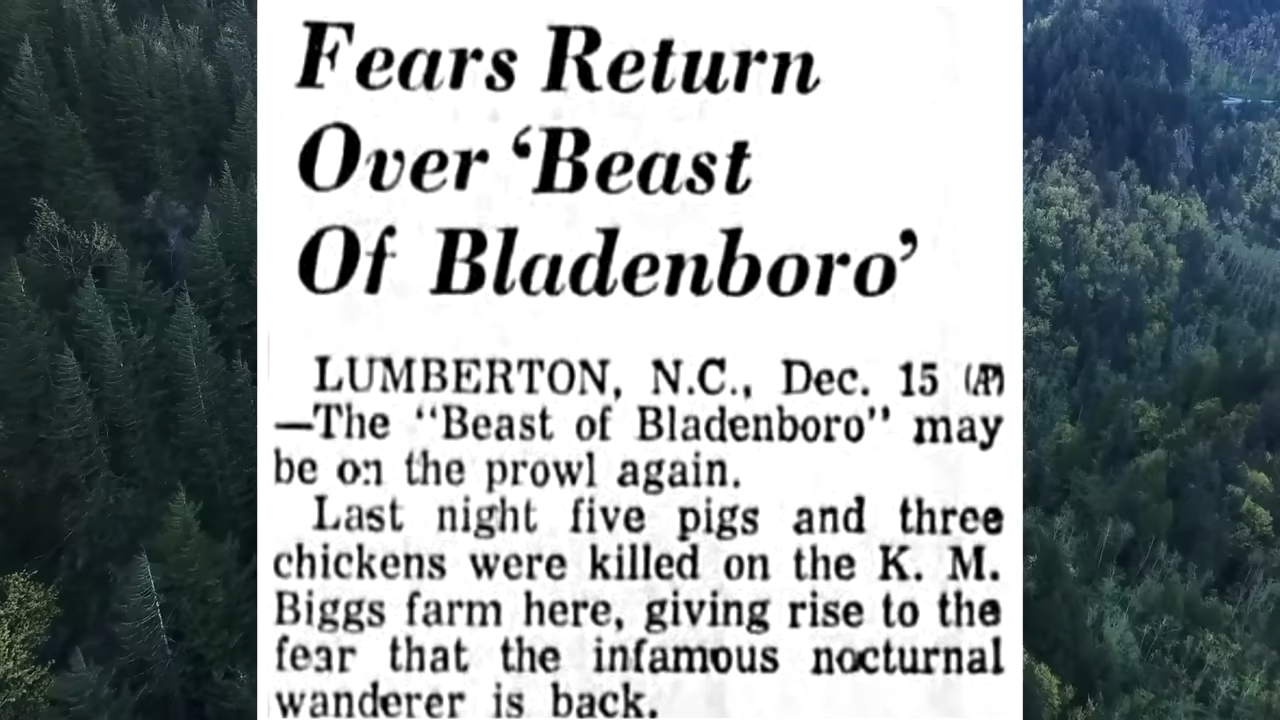 Fears Return
Over ‘Beast
Of Bladenboro’
LUMBERTON, N.C., Dec. 15 (AP)
—The "Beast of Bladenboro" may
be on the prowl again.
Last night five pigs and three
chickens were killed on the K. M.
Biggs farm here, giving rise to the
fear that the infamous nocturnal
wanderer is back.